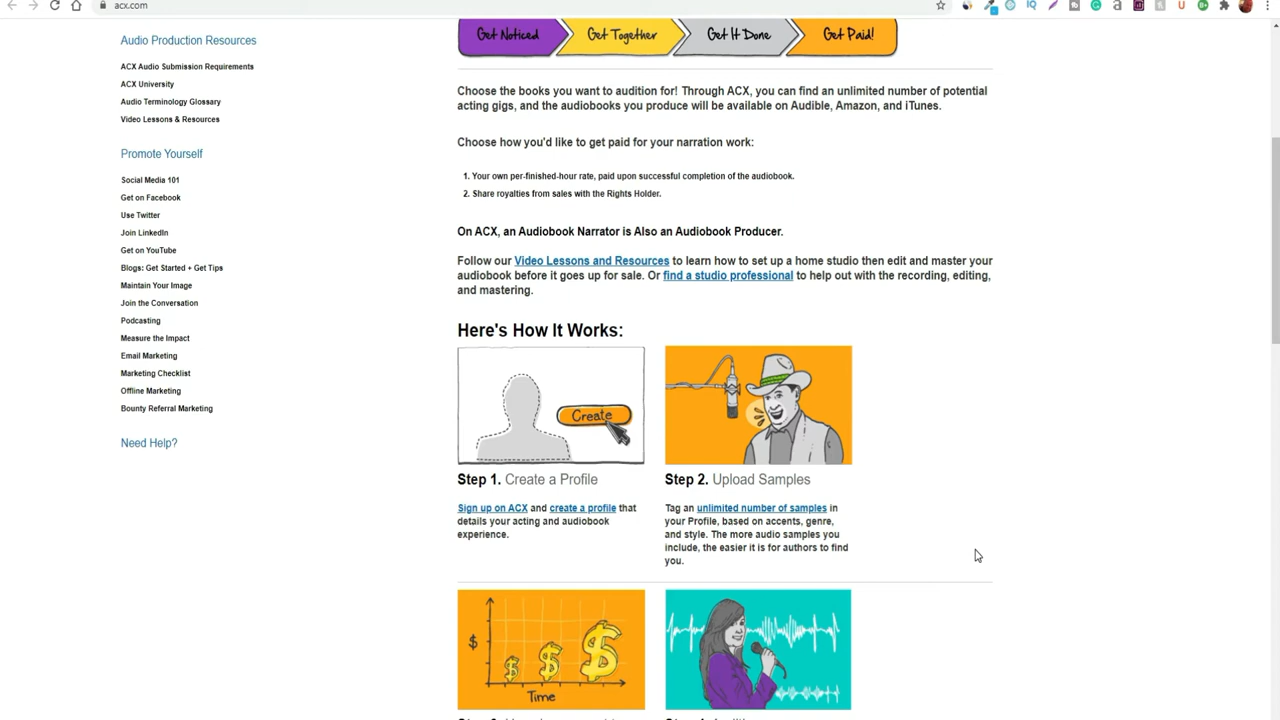 acx.com
Audio Production Resources
ACX Audio Submission Requirements
ACX University
Audio Terminology Glossary
Video Lessons & Resources
Promote Yourself
Social Media 101
Get on Facebook
Use Twitter
Join LinkedIn
Get on YouTube
Blogs: Get Started + Get Tips
Maintain Your Image
Join the Conversation
Podcasting
Measure the Impact
Email Marketing
Marketing Checklist
Offline Marketing
Bounty Referral Marketing
Need Help?
Get Noticed Get Together Get It Done Get Paid!
Choose the books you want to audition for! Through ACX, you can find an unlimited number of potential
acting gigs, and the audiobooks you produce will be available on Audible, Amazon, and iTunes.
Choose how you'd like to get paid for your narration work:
1. Your own per-finished-hour rate, paid upon successful completion of the audiobook.
2. Share royalties from sales with the Rights Holder.
On ACX, an Audiobook Narrator is Also an Audiobook Producer.
Follow our Video Lessons and Resources to learn how to set up a home studio then edit and master your
audiobook before it goes up for sale. Or find a studio professional to help out with the recording, editing,
and mastering.
Here's How It Works:
Create
Step 1. Create a Profile
Sign up on ACX and create a profile that
details your acting and audiobook
experience.
Step 2. Upload Samples
Tag an unlimited number of samples in
your Profile, based on accents, genre,
and style. The more audio samples you
include, the easier it is for authors to find
you.
$
$ $ $
Time